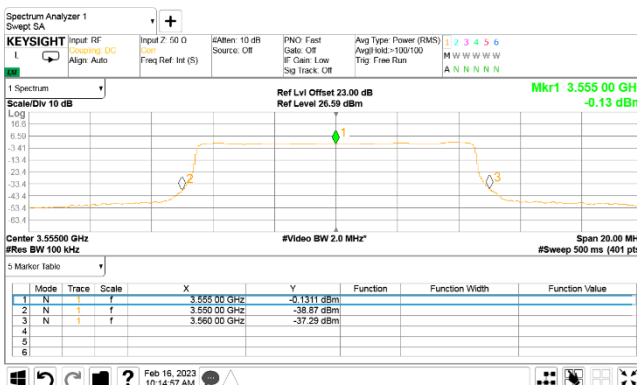 Spectrum Analyzer 1
Swept SA
+
KEYSIGHT Input: RF Input Z: 50 Ω #Atten: 10 dB PNO: Fast Avg Type: Power (RMS) 1 2 3 4 5 6
L Coupling: DC Corr Source: Off Gate: Off Avg|Hold:>100/100 M W W W W W
Align: Auto Freq Ref: Int (S) IF Gain: Low Trig: Free Run
Sig Track: Off A N N N N N
LXI
1 Spectrum
Ref Lvl Offset 23.00 dB Mkr1 3.555 00 GH
Scale/Div 10 dB Ref Level 26.59 dBm -0.13 dBm
Log
16.6
6.59
-3.41
-13.4
-23.4
-33.4
-43.4
-53.4
-63.4
1
2
3
Center 3.55500 GHz #Video BW 2.0 MHz* Span 20.00 MH
#Res BW 100 kHz #Sweep 500 ms (401 pts
5 Marker Table
Mode Trace Scale X Y Function Function Width Function Value
1 N 1 f 3.555 00 GHz -0.1311 dBm
2 N 1 f 3.550 00 GHz -38.87 dBm
3 N 1 f 3.560 00 GHz -37.29 dBm
4
5
6
? Feb 16, 2023
10:14:57 AM